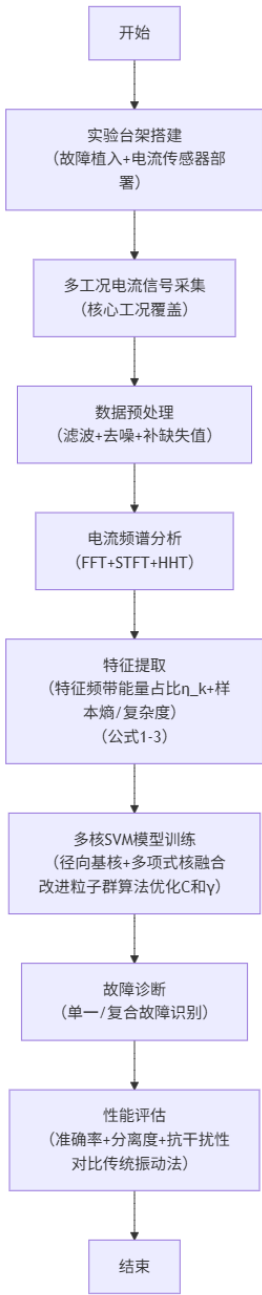 开始
实验台架搭建
（故障植入+电流传感器部
署）
多工况电流信号采集
（核心工况覆盖）
数据预处理
（滤波+去噪+补缺失值）
电流频谱分析
（FFT+STFT+HHT）
特征提取
（特征频带能量占比η_k+样
本熵/复杂度）
（公式1-3）
多核SVM模型训练
（径向基核+多项式核融合
改进粒子群算法优化C和γ）
故障诊断
（单一/复合故障识别）
性能评估
（准确率+分离度+抗干扰性
对比传统振动法）
结束